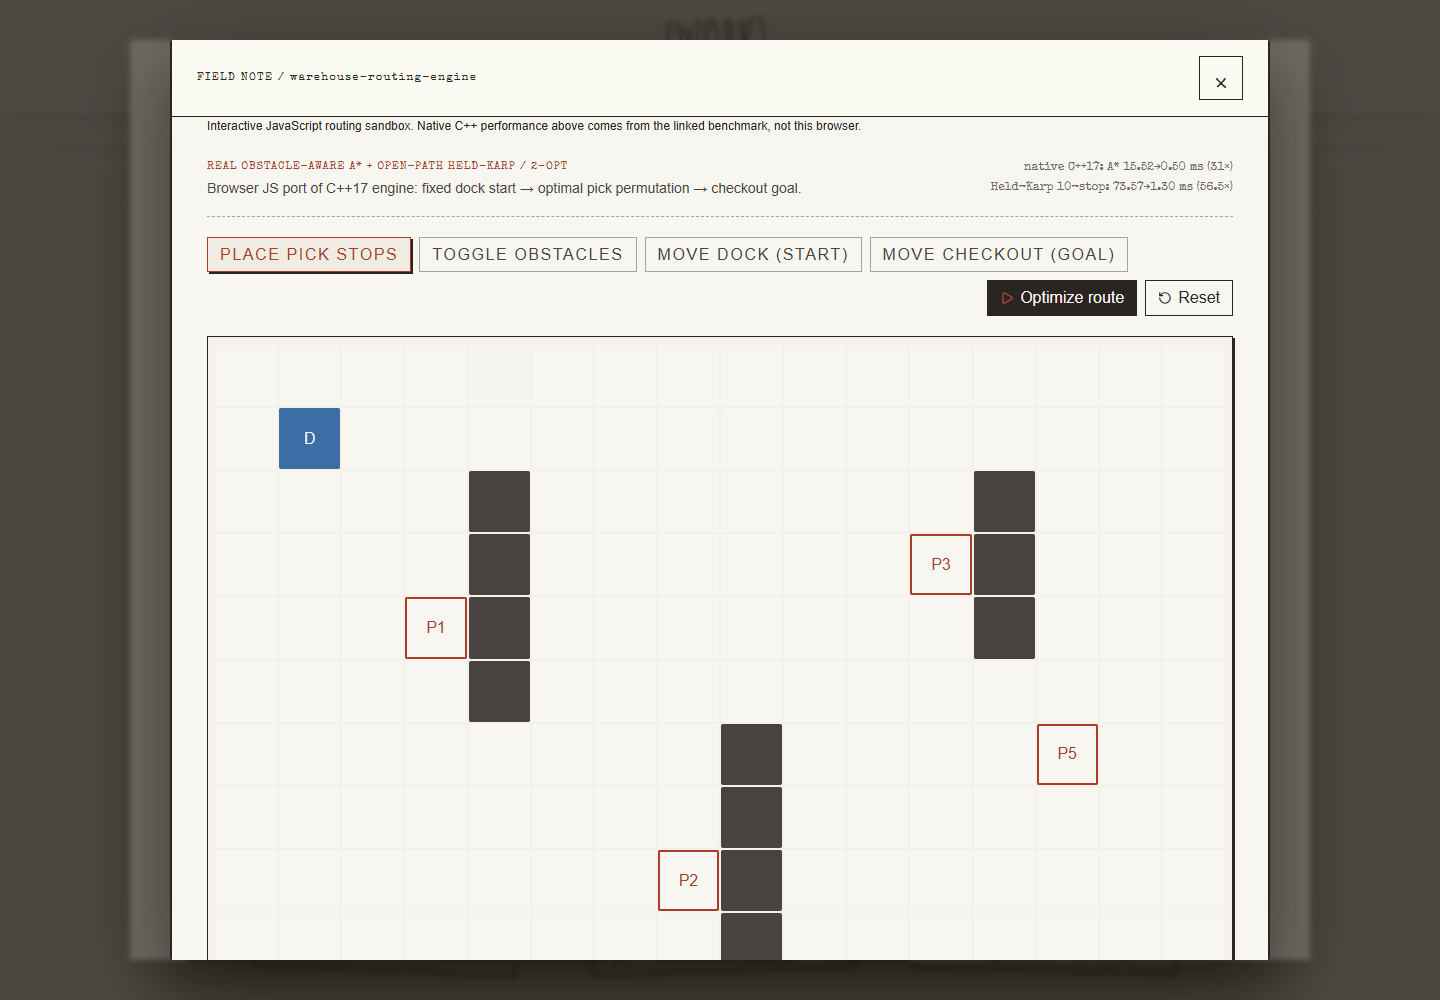 [WORK]
FIELD NOTE / warehouse-routing-engine
×
Interactive JavaScript routing sandbox. Native C++ performance above comes from the linked benchmark, not this browser.
REAL OBSTACLE-AWARE A* + OPEN-PATH HELD-KARP / 2-OPT
Browser JS port of C++17 engine: fixed dock start → optimal pick permutation → checkout goal.
native C++17: A* 15.52→0.50 ms (31×)
Held-Karp 10-stop: 73.57→1.30 ms (56.5×)
PLACE PICK STOPS
TOGGLE OBSTACLES
MOVE DOCK (START)
MOVE CHECKOUT (GOAL)
Optimize route
Reset
D
P3
P1
P5
P2